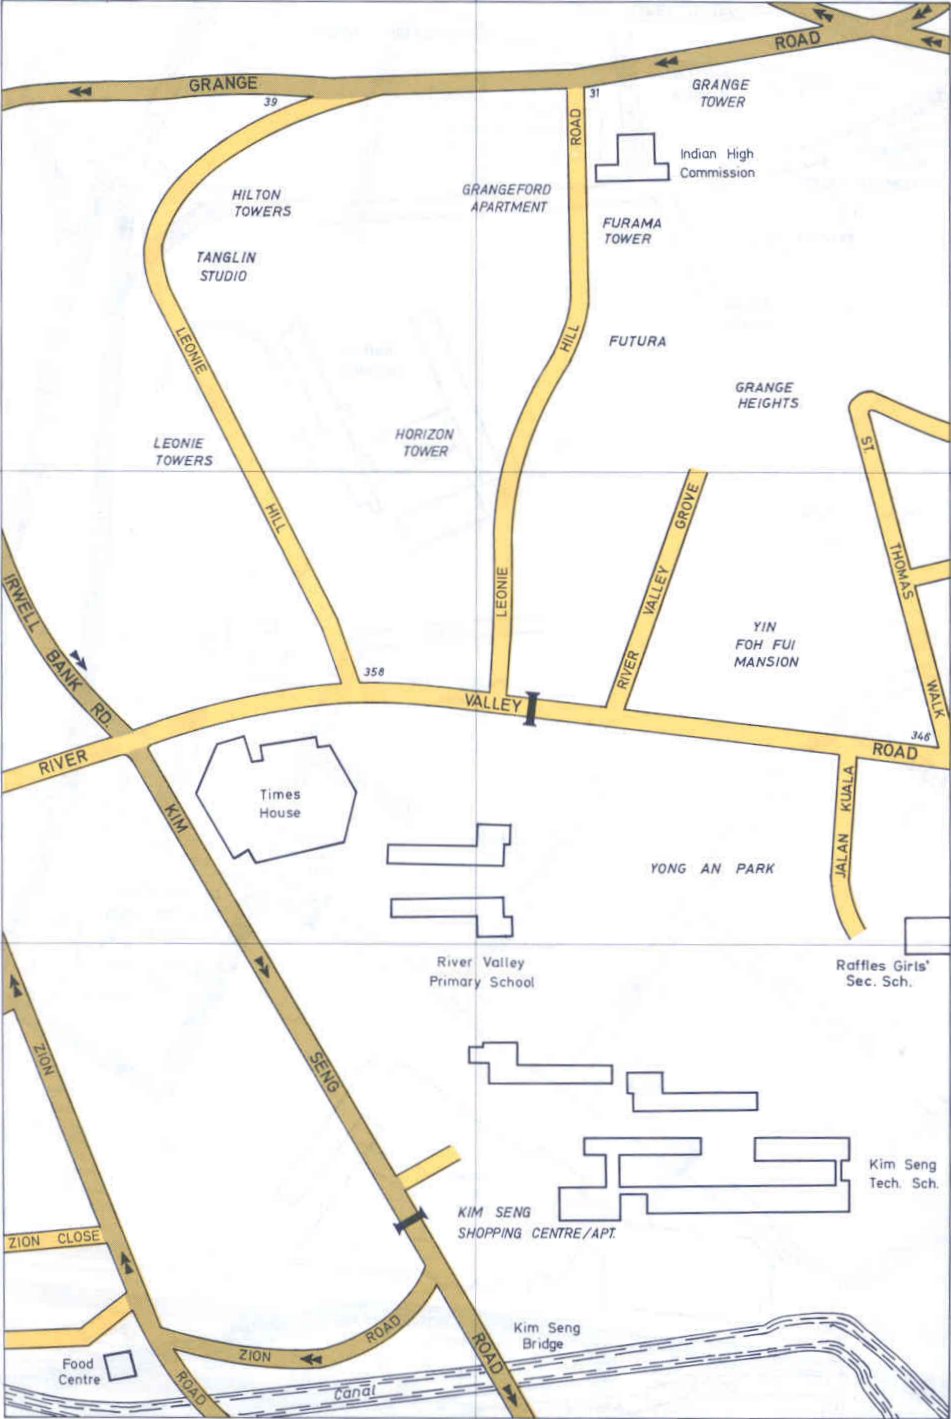 ROAD
GRANGE
39
31
GRANGE
TOWER
ROAD
Indian High
Commission
HILTON
TOWERS
GRANGEFORD
APARTMENT
FURAMA
TOWER
TANGLIN
STUDIO
LEONIE
HILL
FUTURA
GRANGE
HEIGHTS
LEONIE
TOWERS
HORIZON
TOWER
ST.
HILL
GROVE
THOMAS
IRWELL
LEONIE
VALLEY
YIN
FOH FUI
MANSION
BANK
RIVER
WALK
358
RD.
VALLEY
346
RIVER
ROAD
KIM
Times
House
KUALA
JALAN
YONG AN PARK
River Valley
Primary School
Raffles Girls'
Sec. Sch.
ZION
SENG
Kim Seng
Tech. Sch.
KIM SENG
SHOPPING CENTRE/APT.
ZION CLOSE
ROAD
Kim Seng
Bridge
ZION
ROAD
Food
Centre
ROAD
Canal